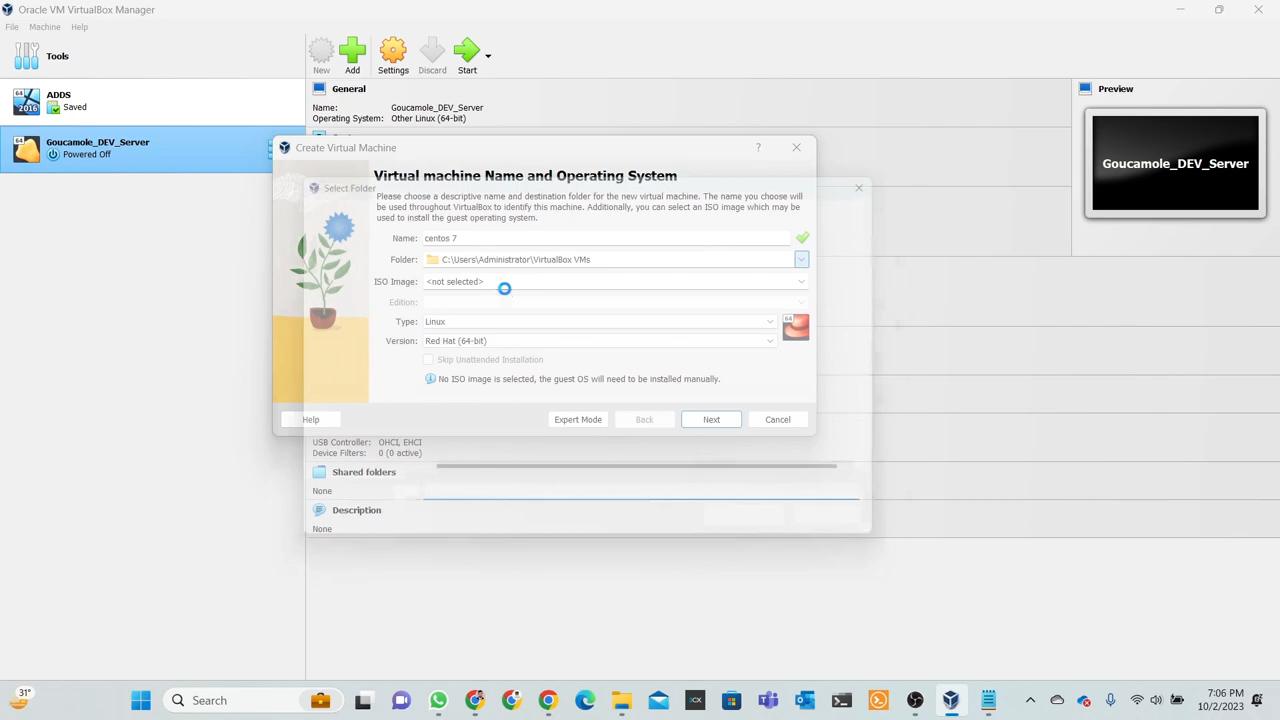 Oracle VM VirtualBox Manager
File Machine Help
Tools
New Add Settings Discard Start
64
2016
ADDS
Saved
64
Goucamole_DEV_Server
Powered Off
General
Name: Goucamole_DEV_Server
Operating System: Other Linux (64-bit)
Preview
Goucamole_DEV_Server
Create Virtual Machine
?
Virtual machine Name and Operating System
Select Folder
Please choose a descriptive name and destination folder for the new virtual machine. The name you choose will
be used throughout VirtualBox to identify this machine. Additionally, you can select an ISO image which may be
used to install the guest operating system.
Name: centos 7
Folder: C:\Users\Administrator\VirtualBox VMs
ISO Image: <not selected>
Edition:
Type: Linux
64
Version: Red Hat (64-bit)
Skip Unattended Installation
No ISO image is selected, the guest OS will need to be installed manually.
Help Expert Mode Back Next Cancel
USB Controller: OHCI, EHCI
Device Filters: 0 (0 active)
Shared folders
None
Description
None
31°
Search
7:06 PM
10/2/2023